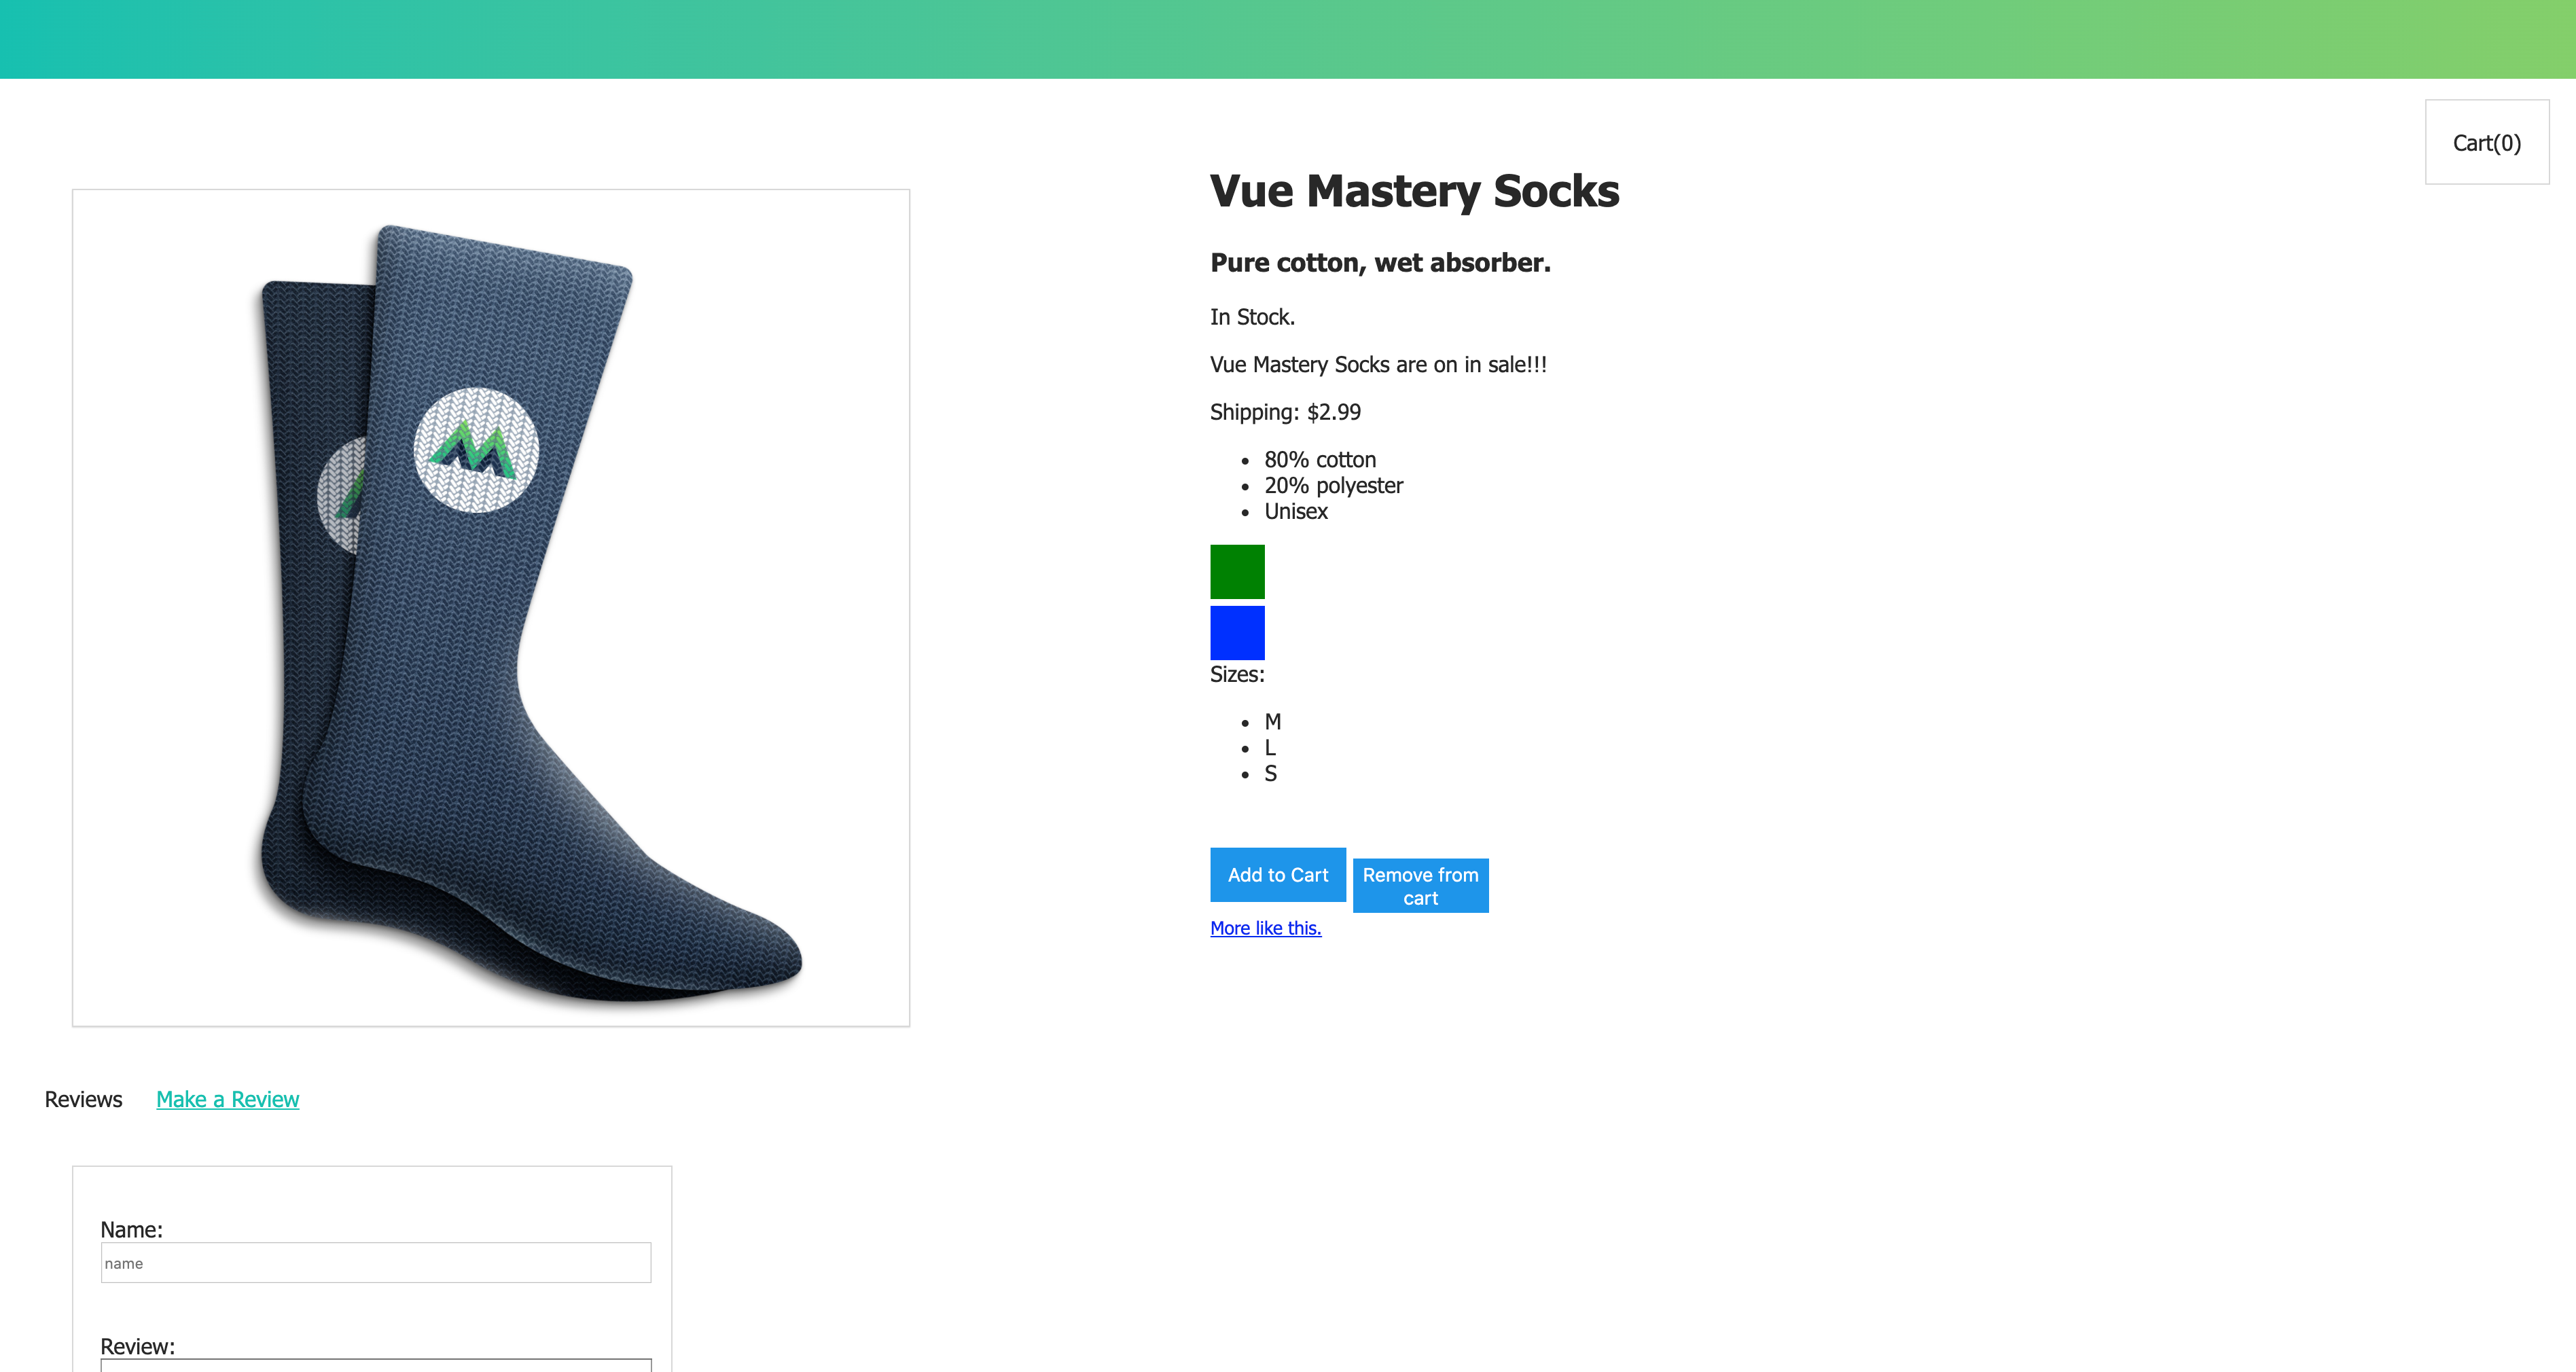 Cart(0)
Vue Mastery Socks
Pure cotton, wet absorber.
In Stock.
Vue Mastery Socks are on in sale!!!
Shipping: $2.99
80% cotton
20% polyester
Unisex
Sizes:
M
L
S
Add to Cart
Remove from
cart
More like this.
Reviews Make a Review
Name:
name
Review: